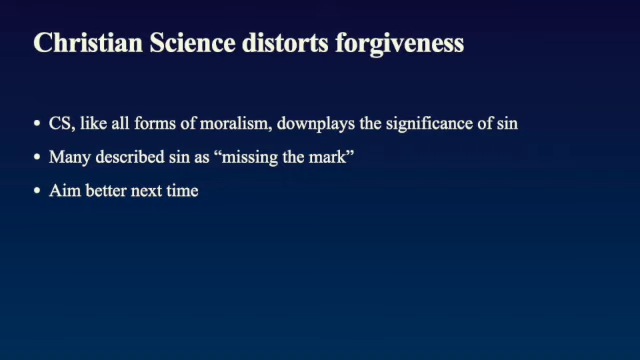 Christian Science distorts forgiveness
• CS, like all forms of moralism, downplays the significance of sin
• Many described sin as “missing the mark”
• Aim better next time